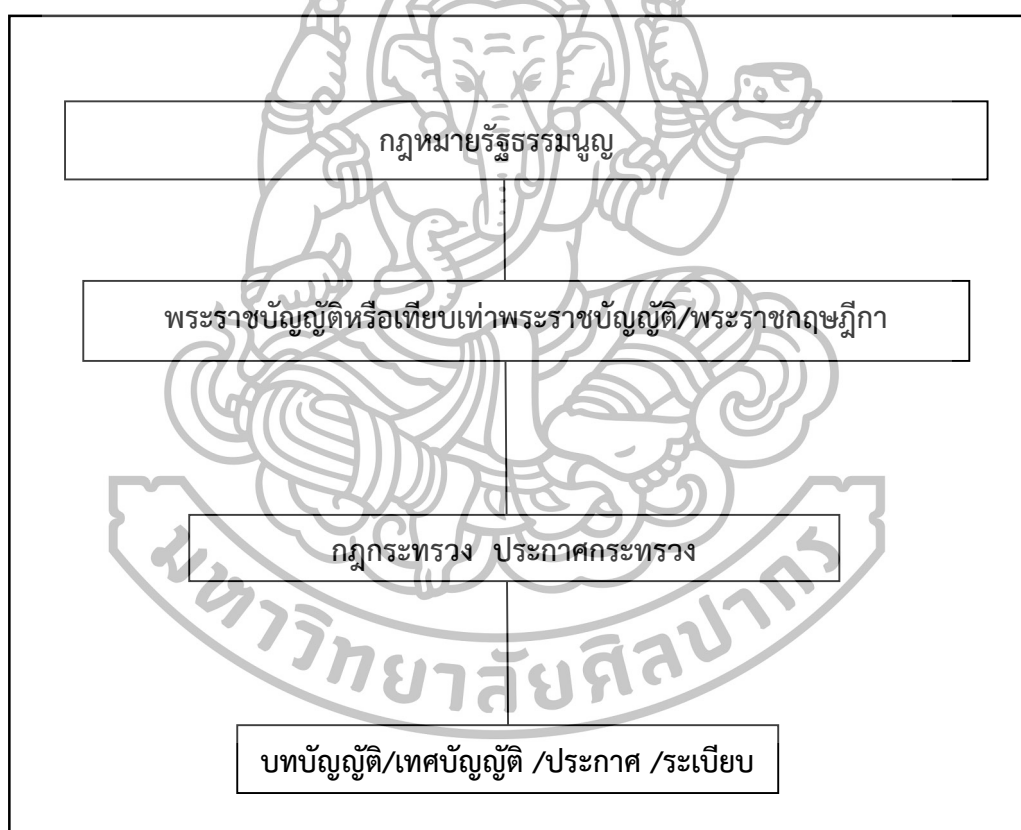 กฎหมายรัฐธรรมนูญ
พระราชบัญญัติหรือเทียบเท่าพระราชบัญญัติ/พระราชกฤษฎีกา
กฎกระทรวง ประกาศกระทรวง
มหาวิทยาลัยศิลปากร
บทบัญญัติ/เทศบัญญัติ /ประกาศ /ระเบียบ